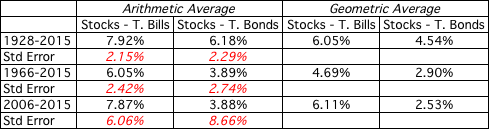 Arithmetic Average Geometric Average
Stocks - T. Bills Stocks - T. Bonds Stocks - T. Bills Stocks - T. Bonds
1928-2015 7.92% 6.18% 6.05% 4.54%
Std Error 2.15% 2.29%
1966-2015 6.05% 3.89% 4.69% 2.90%
Std Error 2.42% 2.74%
2006-2015 7.87% 3.88% 6.11% 2.53%
Std Error 6.06% 8.66%